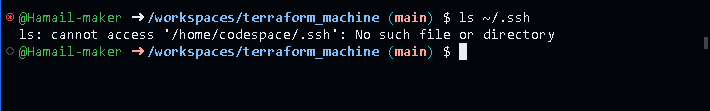 @Hamail-maker ➜ /workspaces/terraform_machine (main) $ ls ~/.ssh
ls: cannot access '/home/codespace/.ssh': No such file or directory
@Hamail-maker ➜ /workspaces/terraform_machine (main) $